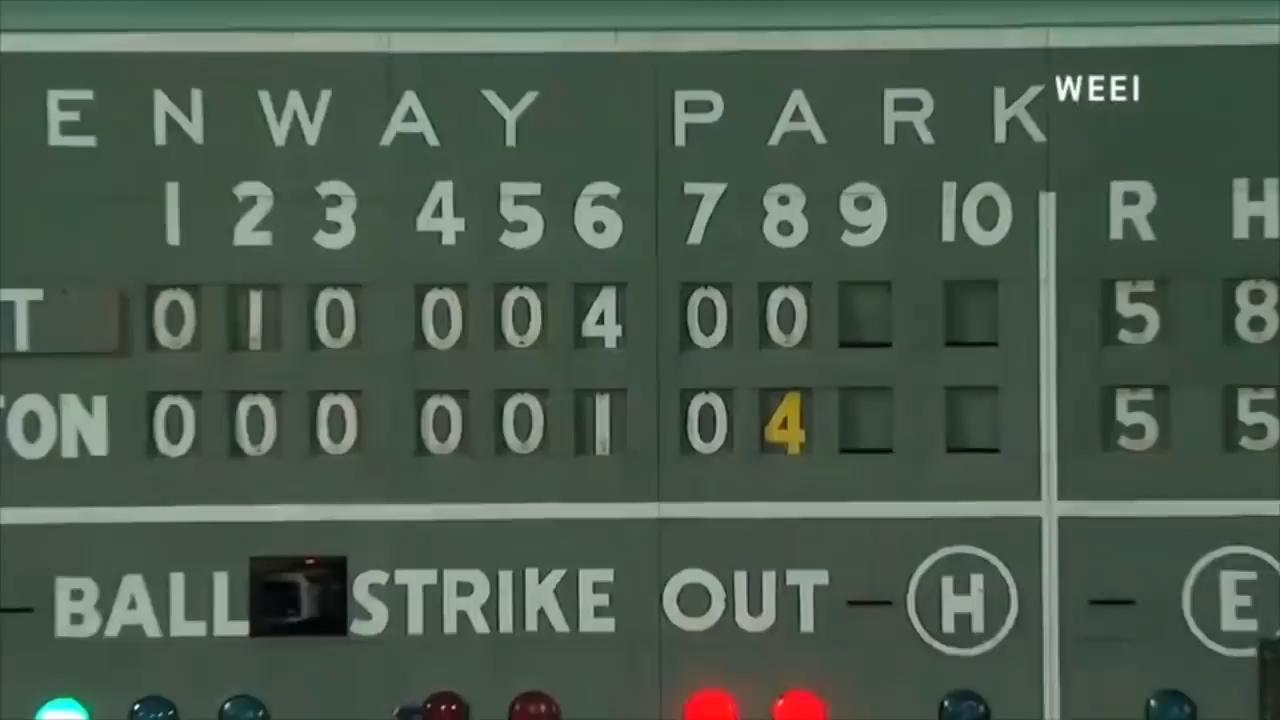 ENWAY PARK WEEI
1 2 3 4 5 6 7 8 9 10 R H
T 0 1 0 0 0 4 0 0 5 8
TON 0 0 0 0 0 1 0 4 5 5
BALL STRIKE OUT - H - E